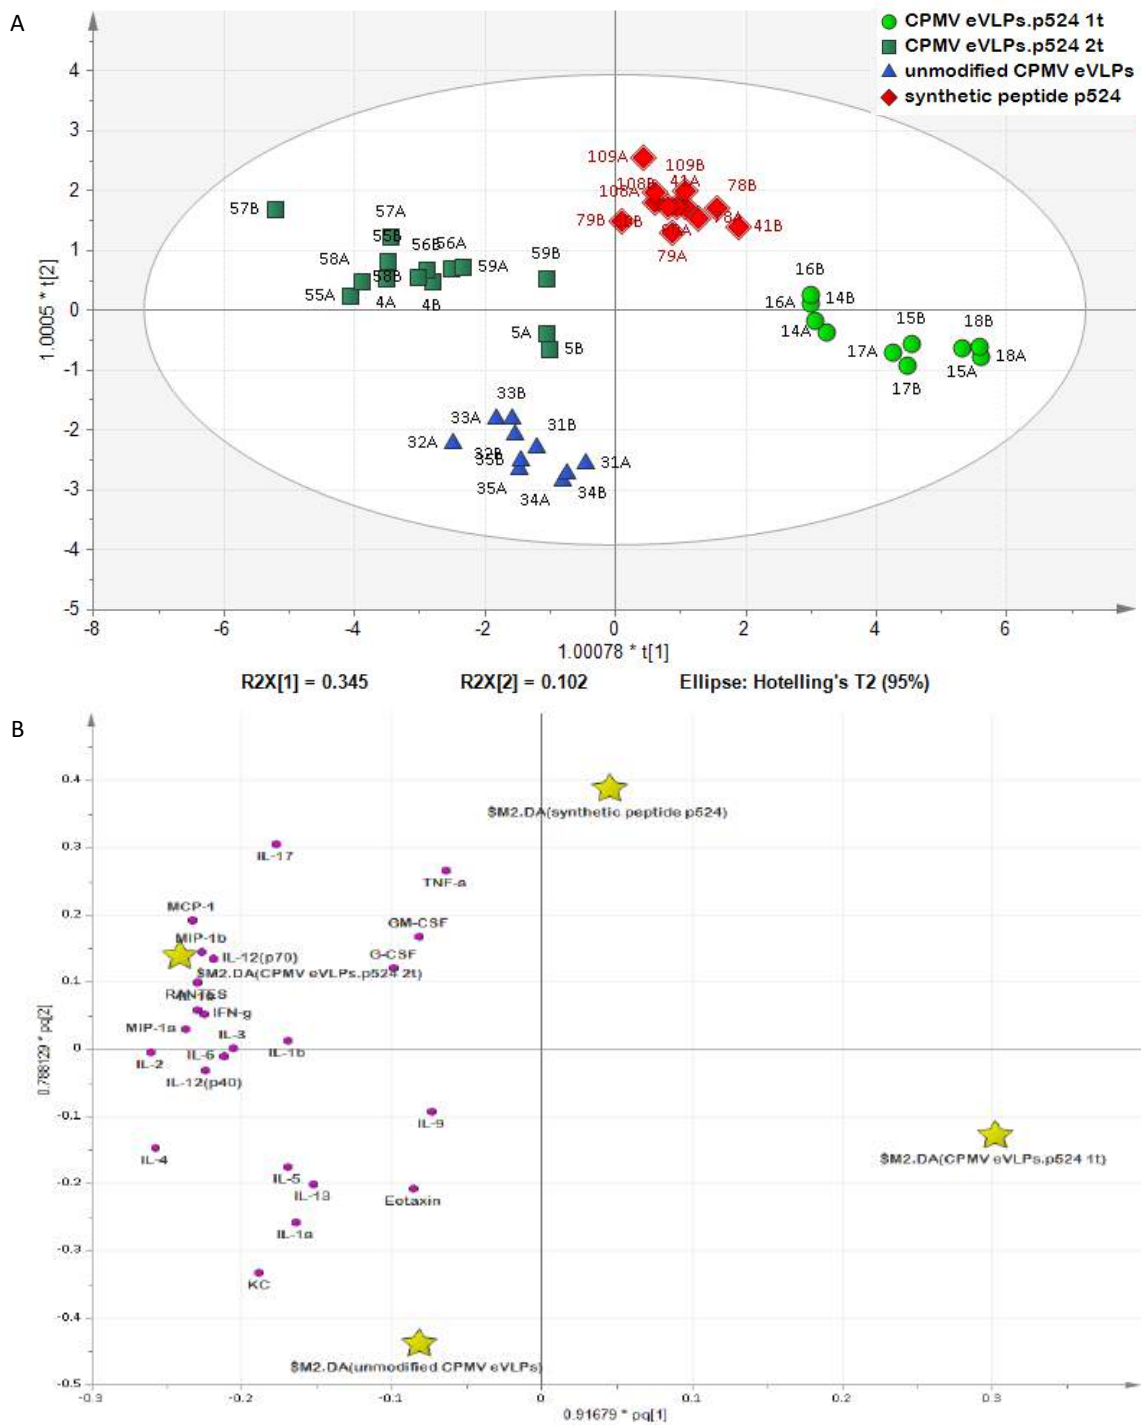 A
CPMV eVLPs.p524 1t
CPMV eVLPs.p524 2t
unmodified CPMV eVLPs
synthetic peptide p524
4
3
2
1
0
-1
-2
-3
-4
-5
1.0005 * t[2]
109A
109B
108B
41A
108A
78B
79B
78A
41B
79A
57B
57A
55B
56B
56A
58A
59B
59A
58B
55A
4A
4B
5A
5B
16B
16A
14B
14A
15B
18B
17A
18A
15A
17B
33B
33A
31B
32A
32B
35B
31A
35A
34A
34B
-8
-6
-4
-2
0
2
4
6
1.00078 * t[1]
R2X[1] = 0.345
R2X[2] = 0.102
Ellipse: Hotelling's T2 (95%)
B
0.4
0.3
0.2
0.1
0
-0.1
-0.2
-0.3
-0.4
-0.5
0.788129 * pq[2]
$M2.DA(synthetic peptide p524)
IL-17
TNF-a
MCP-1
GM-CSF
MIP-1b
G-CSF
IL-12(p70)
$M2.DA(CPMV eVLPs.p524 2t)
RANTES
IFN-g
MIP-1a
IL-3
IL-2
IL-6
IL-1b
IL-12(p40)
IL-9
IL-4
$M2.DA(CPMV eVLPs.p524 1t)
IL-5
IL-13
Eotaxin
IL-1a
KC
$M2.DA(unmodified CPMV eVLPs)
-0.3
-0.2
-0.1
0
0.1
0.2
0.3
0.91679 * pq[1]